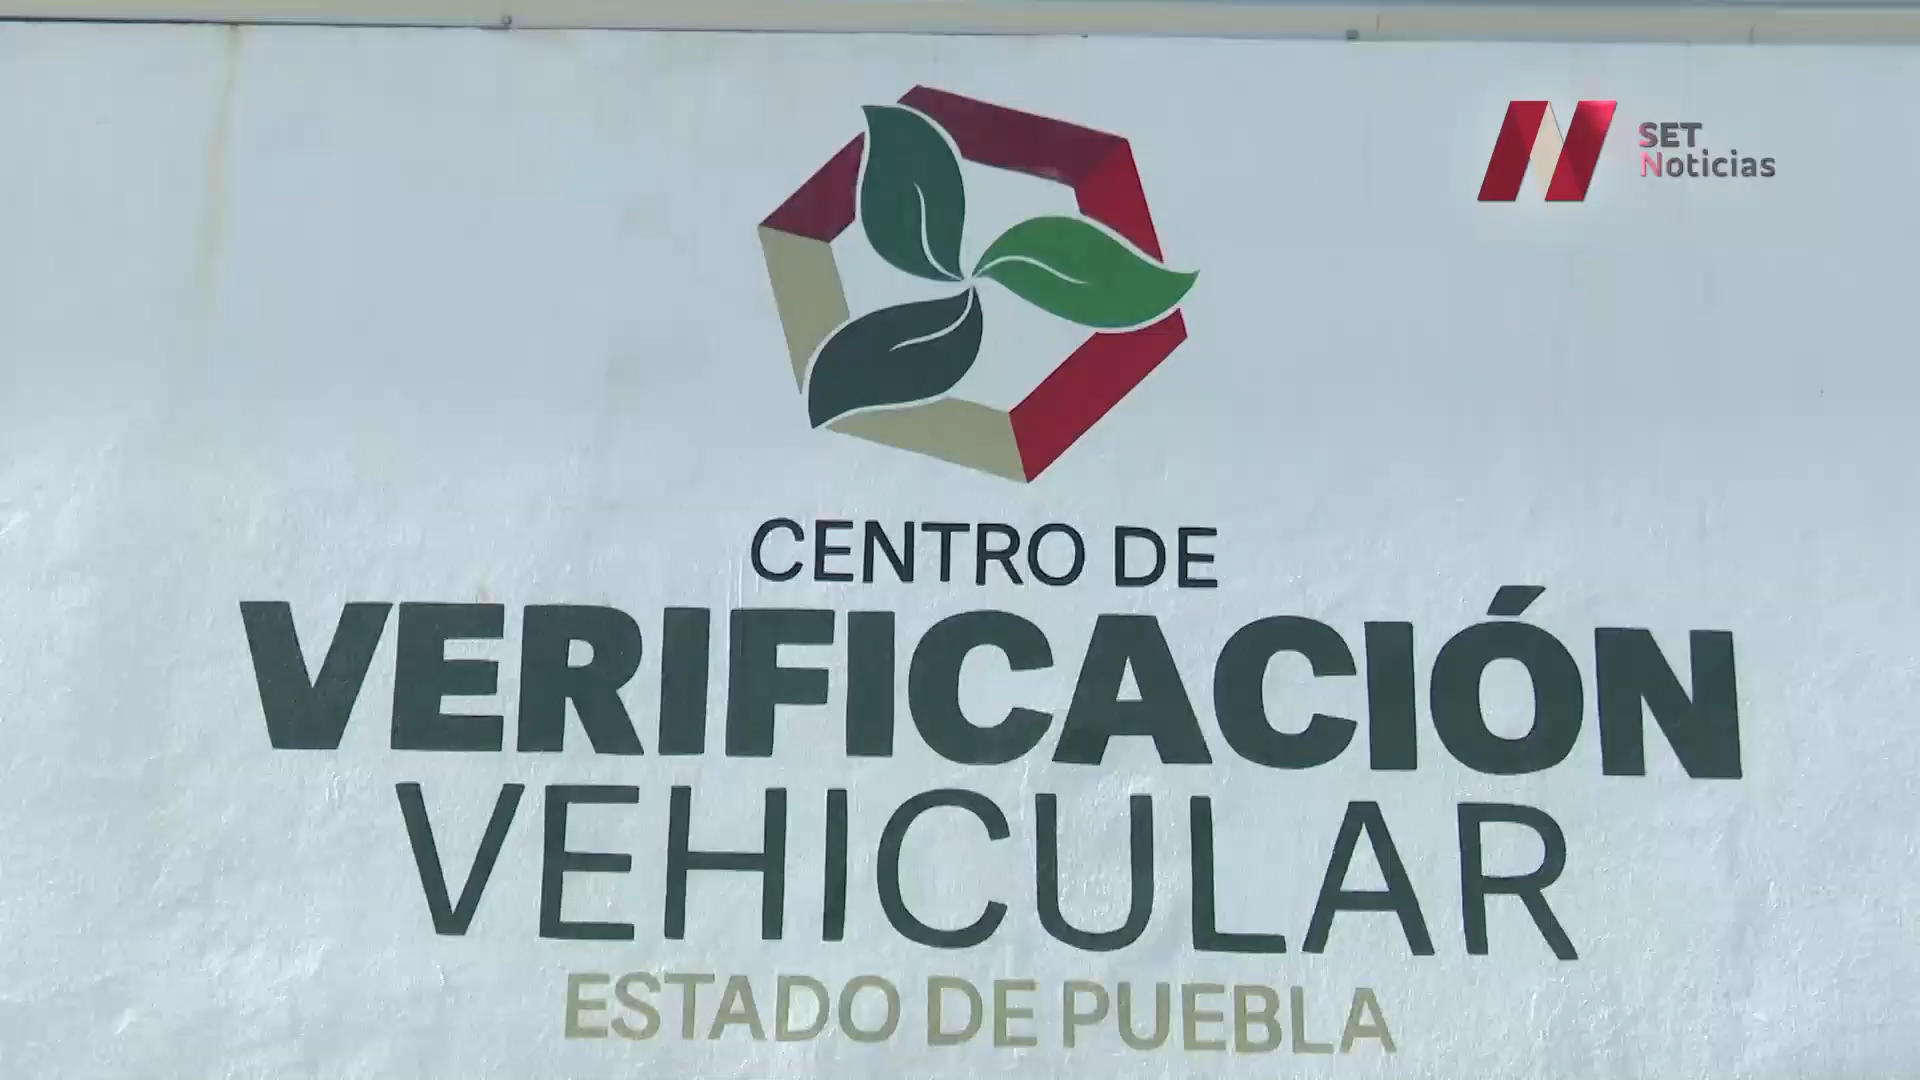 SET
Noticias
CENTRO DE
VERIFICACIÓN
VEHICULAR
ESTADO DE PUEBLA